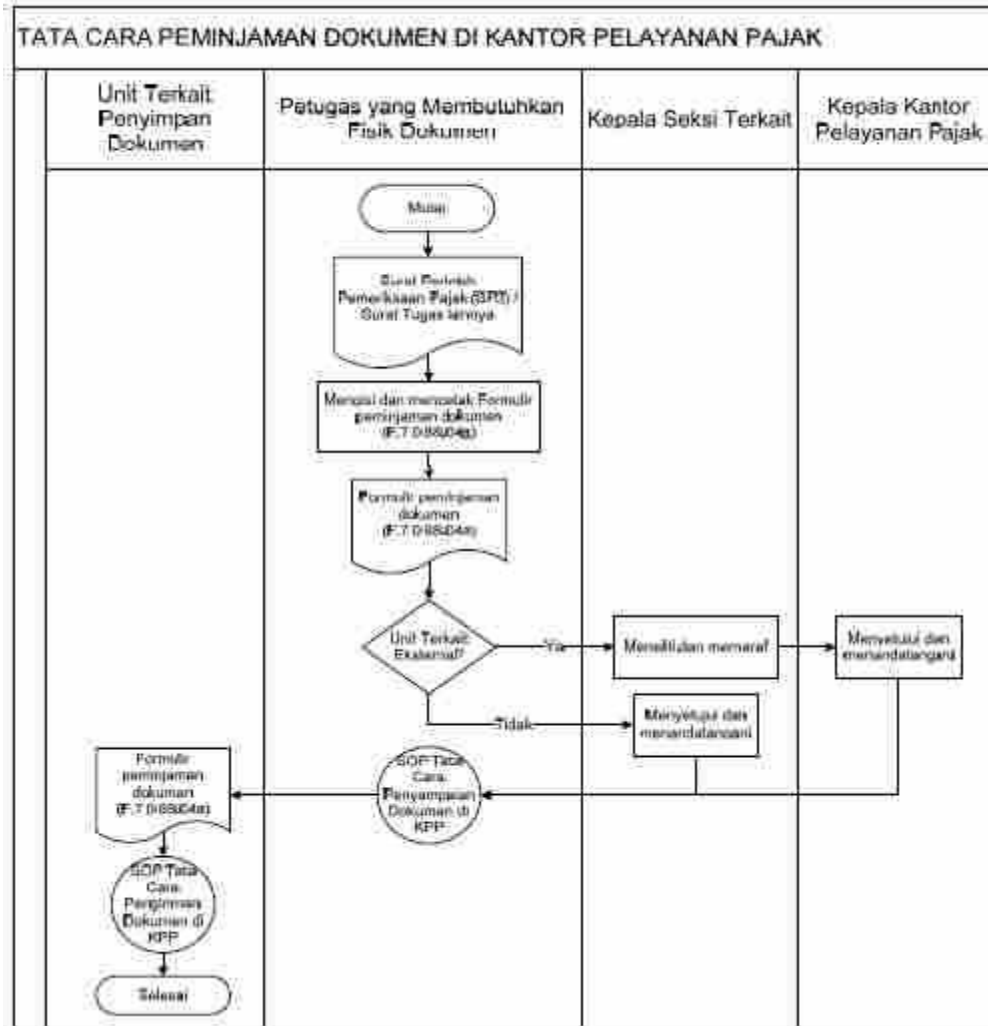 TATA CARA PEMINJAMAN DOKUMEN DI KANTOR PELAYANAN PAJAK
Unit Terkait
Penyimpan
Dokumen
Petugas yang Membutuhkan
Fisik Dokumen
Kepala Seksi Terkait
Kepala Kantor
Pelayanan Pajak
Mulai
Surat Perintah
Pemeriksaan Pajak /
Surat Tugas lainnya
Mengisi dan mencetak Formulir
peminjaman dokumen
Formulir peminjaman
dokumen
Unit Terkait
Eksternal?
Ya
Meneliti dan memaraf
Menyetujui dan
menandatangani
Tidak
Menyetujui dan
menandatangani
SOP Tata
Cara
Penyampaian
Dokumen di
KPP
Formulir
peminjaman
dokumen
SOP Tata
Cara
Pengiriman
Dokumen di
KPP
Selesai